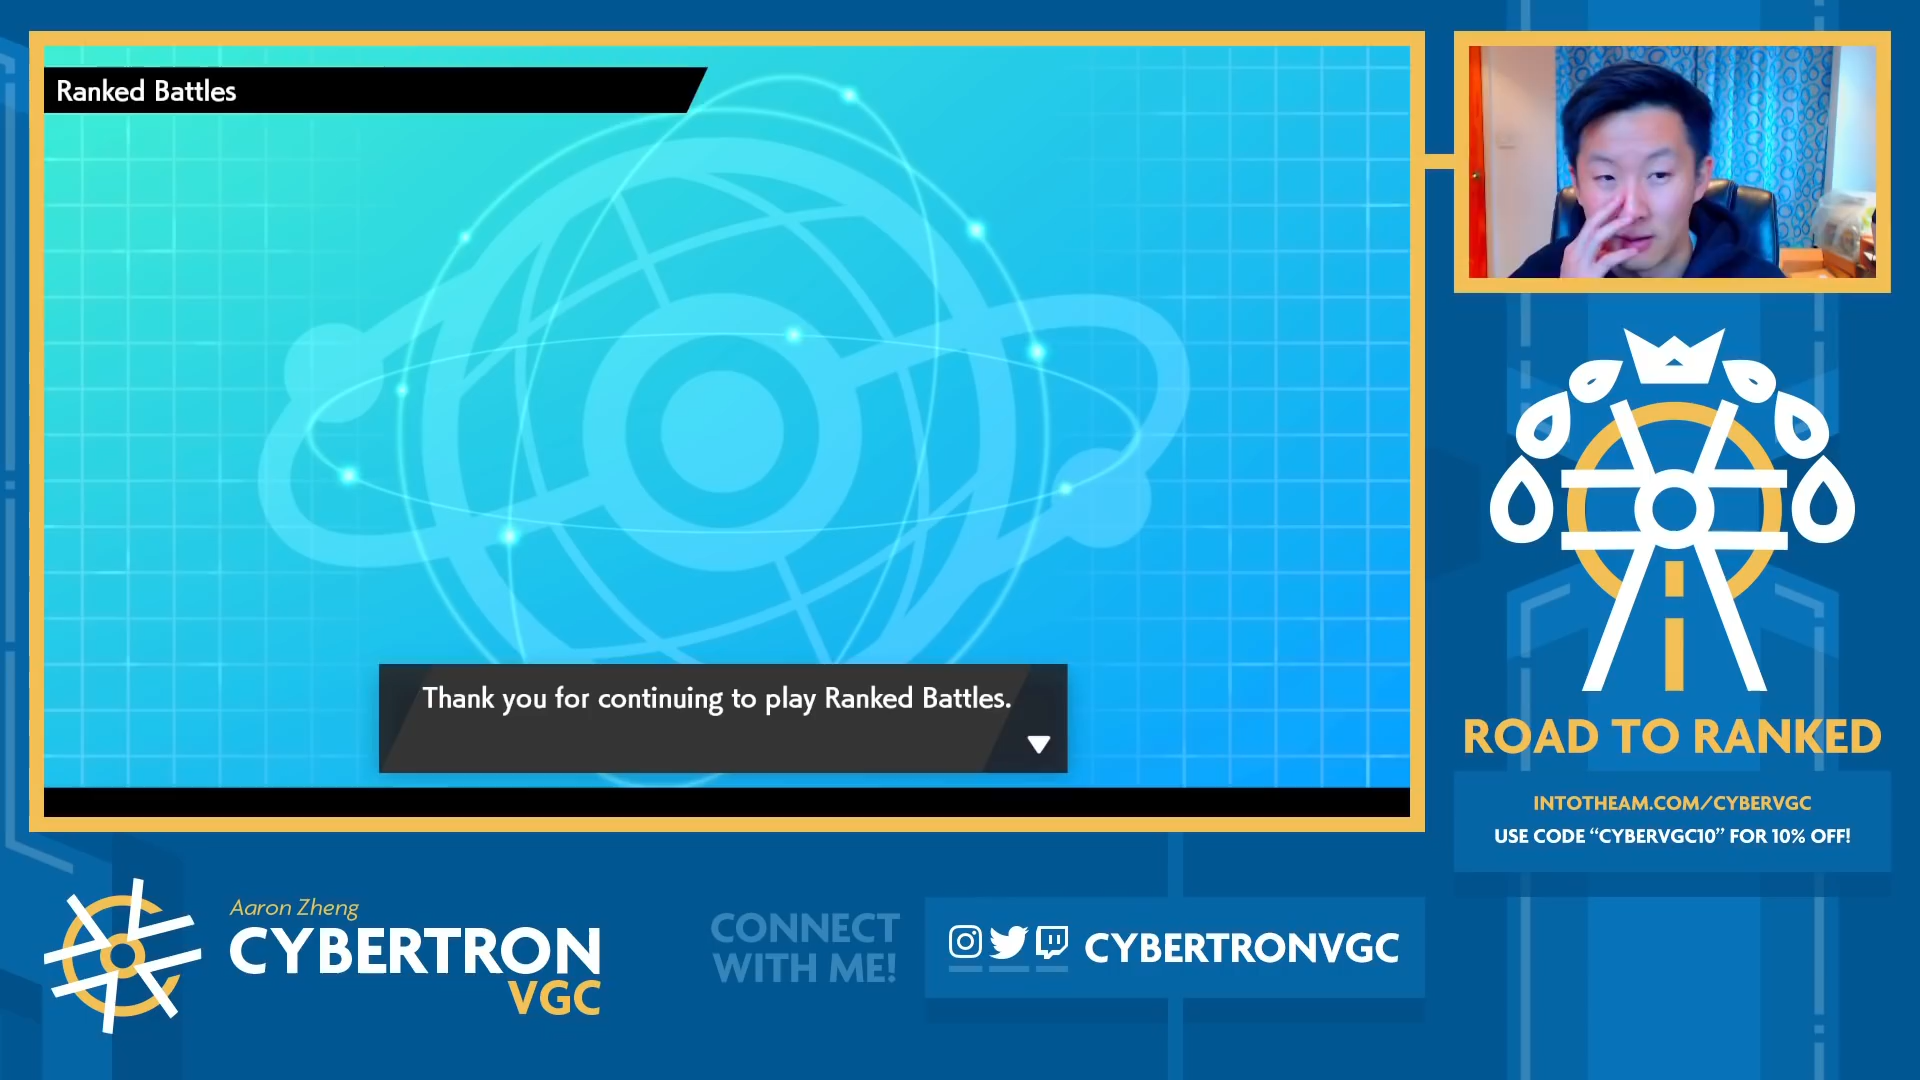 Ranked Battles
Thank you for continuing to play Ranked Battles.
ROAD TO RANKED
INTOTHEAM.COM/CYBERVGC
USE CODE “CYBERVGC10” FOR 10% OFF!
Aaron Zheng
CYBERTRON
VGC
CONNECT
WITH ME!
CYBERTRONVGC